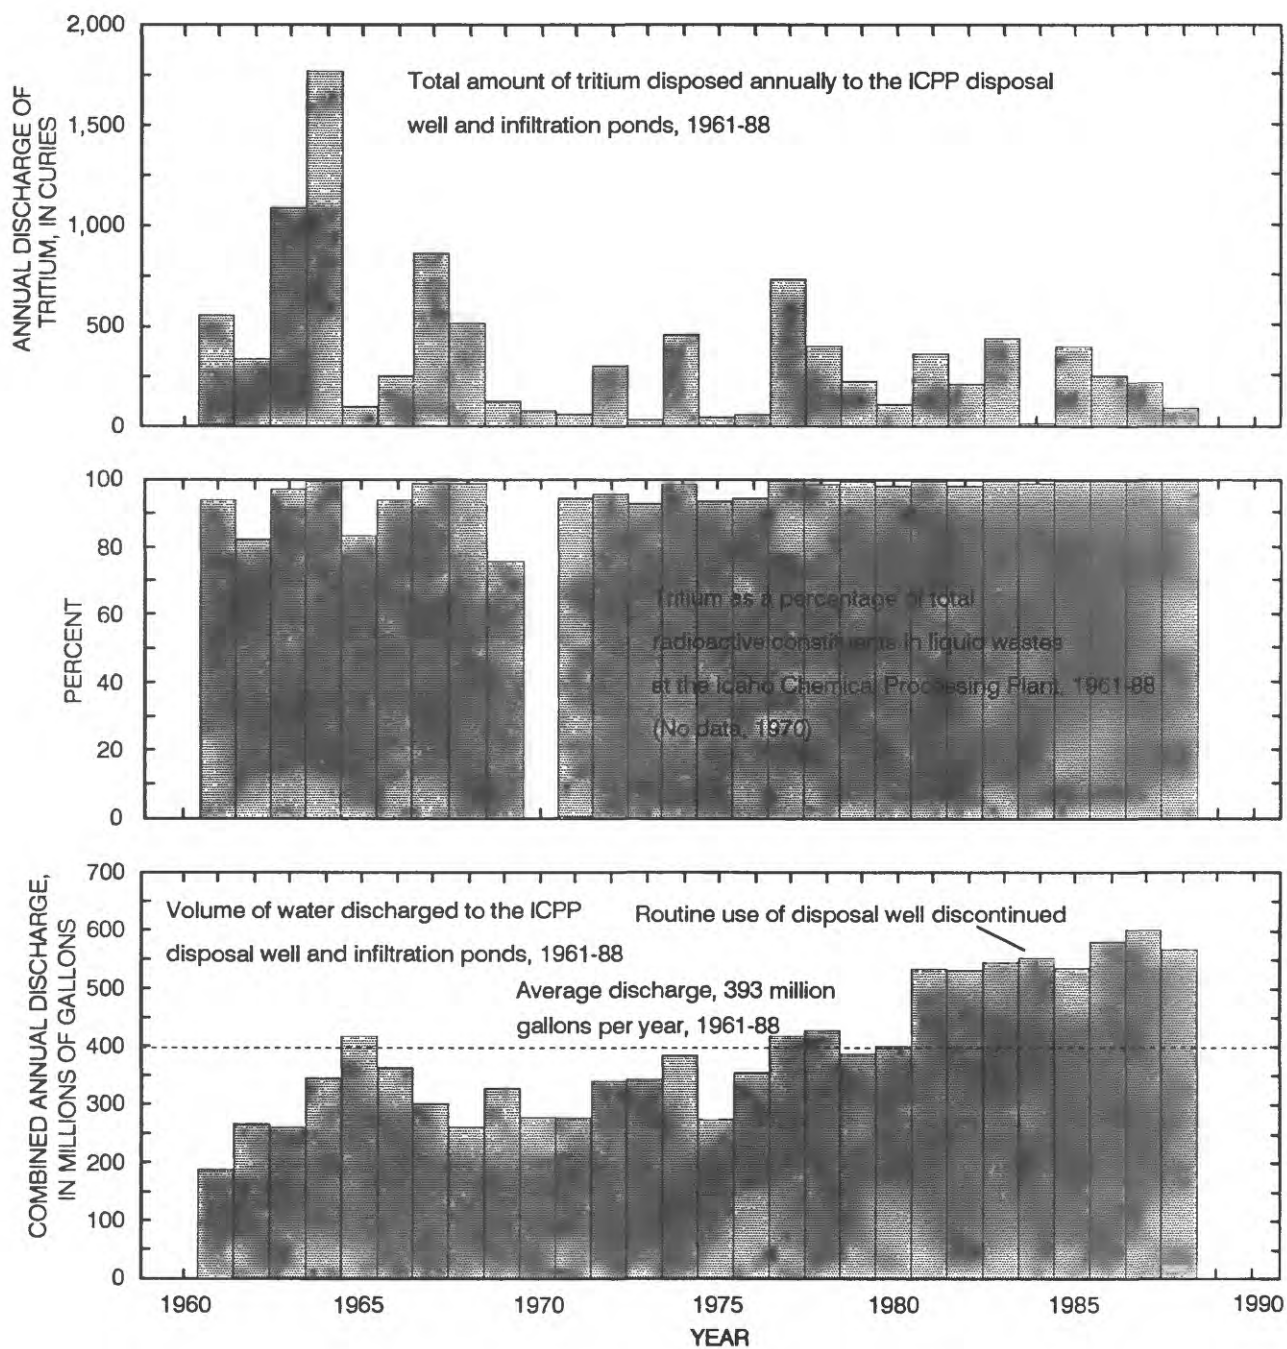 2,000
1,500
1,000
500
0
ANNUAL DISCHARGE OF
TRITIUM, IN CURIES
Total amount of tritium disposed annually to the ICPP disposal
well and infiltration ponds, 1961-88
100
80
60
40
20
0
PERCENT
Tritium as a percentage of total
radioactive constituents in liquid wastes
at the Idaho Chemical Processing Plant, 1961-88
(No data, 1970)
700
600
500
400
300
200
100
0
COMBINED ANNUAL DISCHARGE,
IN MILLIONS OF GALLONS
Volume of water discharged to the ICPP
disposal well and infiltration ponds, 1961-88
Routine use of disposal well discontinued
Average discharge, 393 million
gallons per year, 1961-88
1960 1965 1970 1975 1980 1985 1990
YEAR